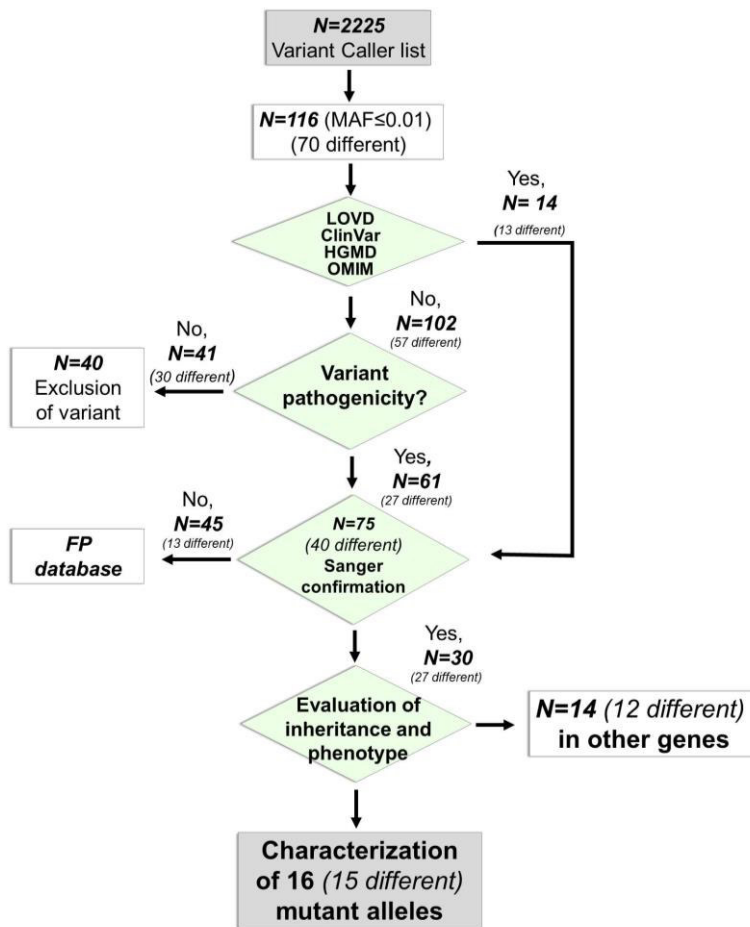 N=2225
Variant Caller list
N=116 (MAF≤0.01)
(70 different)
Yes,
N= 14
(13 different)
LOVD
ClinVar
HGMD
OMIM
No,
N=102
(57 different)
No,
N=41
(30 different)
N=40
Exclusion
of variant
Variant
pathogenicity?
Yes,
N=61
(27 different)
No,
N=45
(13 different)
FP
database
N=75
(40 different)
Sanger
confirmation
Yes,
N=30
(27 different)
Evaluation of
inheritance and
phenotype
N=14 (12 different)
in other genes
Characterization
of 16 (15 different)
mutant alleles